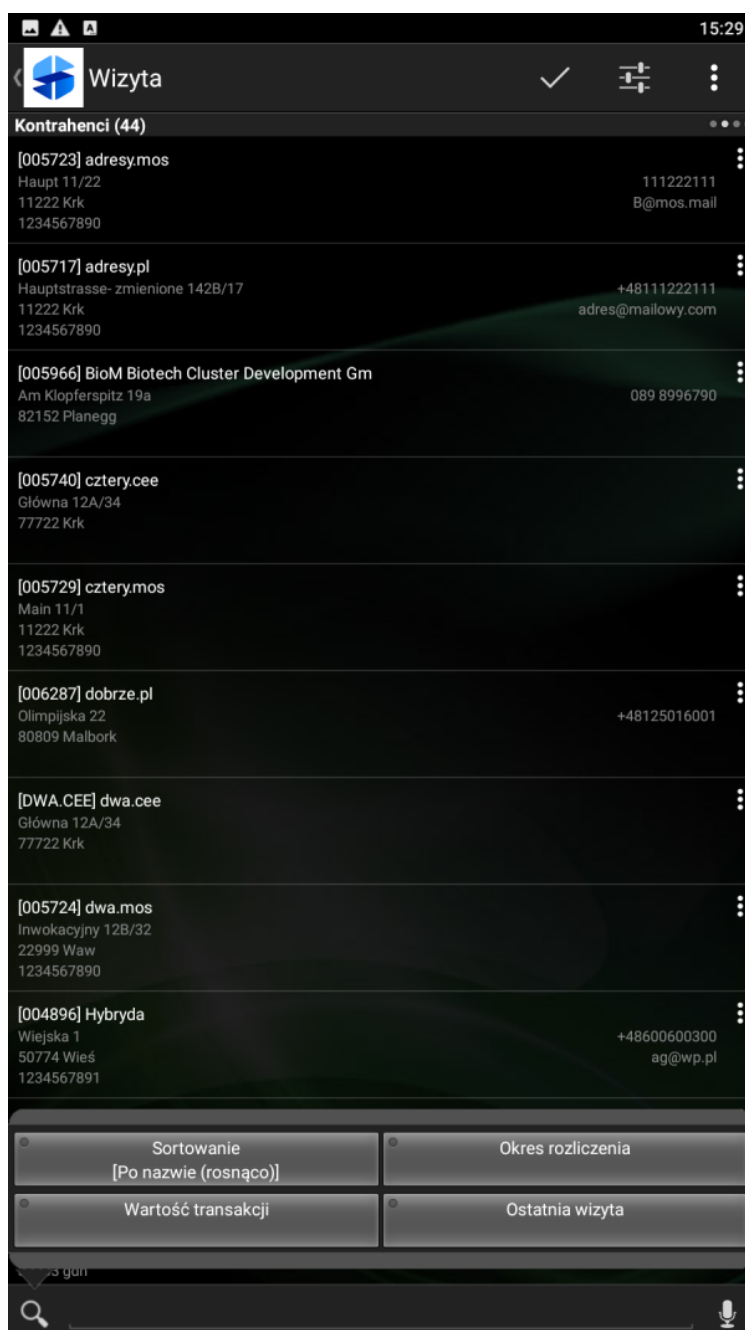 15:29
Wizyta
Kontrahenci (44)
[005723] adresy.mos
Haupt 11/22
111222111
11222 Krk
B@mos.mail
1234567890
[005717] adresy.pl
Hauptstrasse- zmienione 142B/17
+48111222111
11222 Krk
adres@mailowy.com
1234567890
[005966] BioM Biotech Cluster Development Gm
Am Klopferspitz 19a
089 8996790
82152 Planegg
[005740] cztery.cee
Główna 12A/34
77722 Krk
[005729] cztery.mos
Main 11/1
11222 Krk
1234567890
[006287] dobrze.pl
Olimpijska 22
+48125016001
80809 Malbork
[DWA.CEE] dwa.cee
Główna 12A/34
77722 Krk
[005724] dwa.mos
Inwokacyjny 12B/32
22999 Waw
1234567890
[004896] Hybryda
Wiejska 1
+48600600300
50774 Wieś
ag@wp.pl
1234567891
Sortowanie
[Po nazwie (rosnąco)]
Okres rozliczenia
Wartość transakcji
Ostatnia wizyta
gdn